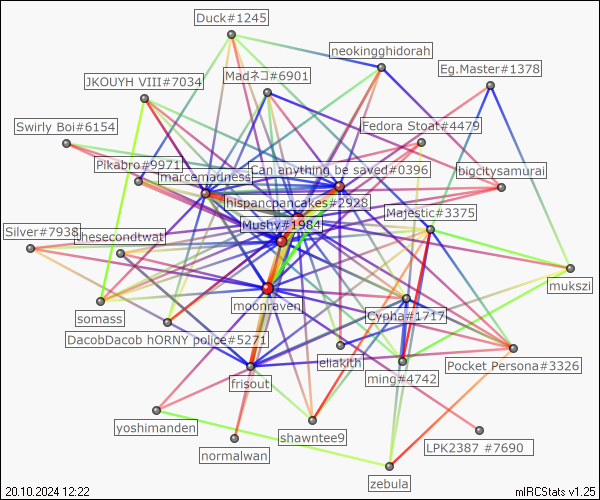 Duck#1245
neokingghidorah
Eg.Master#1378
Madネコ#6901
JKOUYH VIII#7034
Swirly Boi#6154
Fedora Stoat#4479
Pikabro#9971
Can anything be saved#0396
bigcitysamurai
marcemadness
hispancpancakes#2928
Majestic#3375
Mushy#1984
Silver#7938
thesecondtwat
mukszi
moonraven
somass
Cypha#1717
DacobDacob hORNY police#5271
eliakith
Pocket Persona#3326
ming#4742
frisout
yoshimanden
shawntee9
LPK2387 #7690
normalwan
zebula
20.10.2024 12:22
mIRCStats v1.25